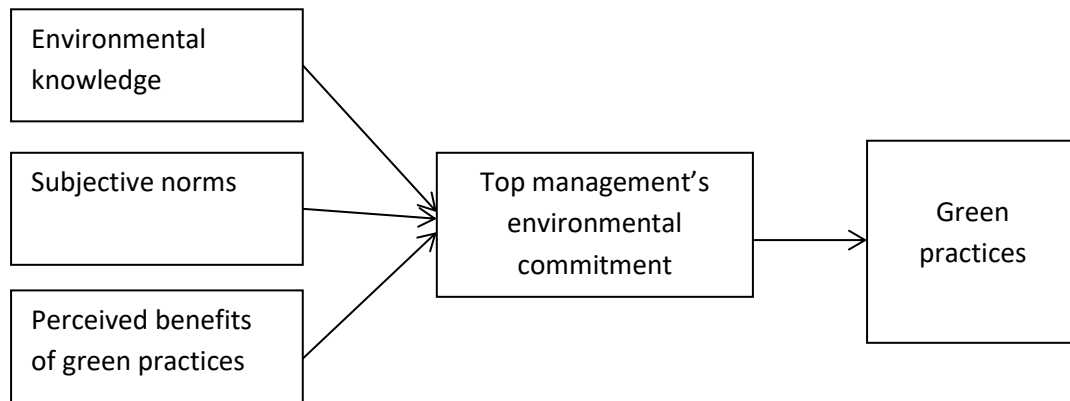 Environmental
knowledge
Subjective norms
Perceived benefits
of green practices
Top management’s
environmental
commitment
Green
practices